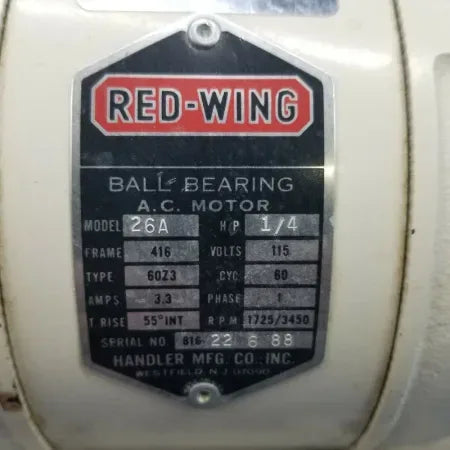 RED-WING
BALL BEARING
A.C. MOTOR
MODEL 26A HP 1/4
FRAME 416 VOLTS 115
TYPE 60Z3 CYC 60
AMPS 3.3 PHASE 1
T RISE 55° INT R.P.M. 1725/3450
SERIAL NO. 816 22 6 88
HANDLER MFG. CO., INC.
WESTFIELD, N.J. 07090